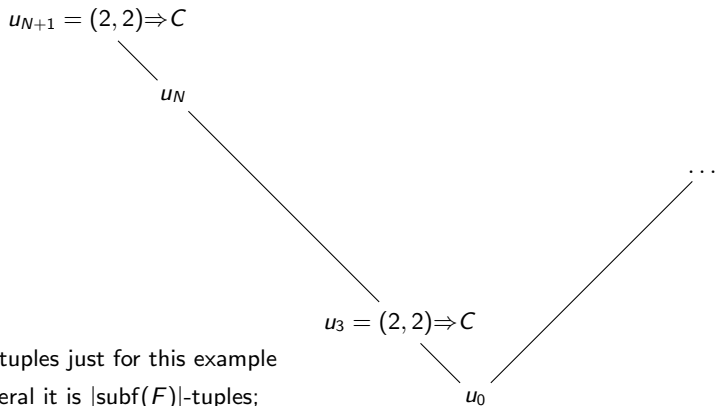 u_{N+1} = (2, 2)⇒C
u_N
...
u_3 = (2, 2)⇒C
tuples just for this example
eral it is |subf(F)|-tuples;
u_0